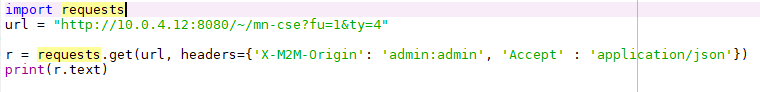 import requests
url = "http://10.0.4.12:8080/~/mn-cse?fu=1&ty=4"
r = requests.get(url, headers={'X-M2M-Origin': 'admin:admin', 'Accept' : 'application/json'})
print(r.text)